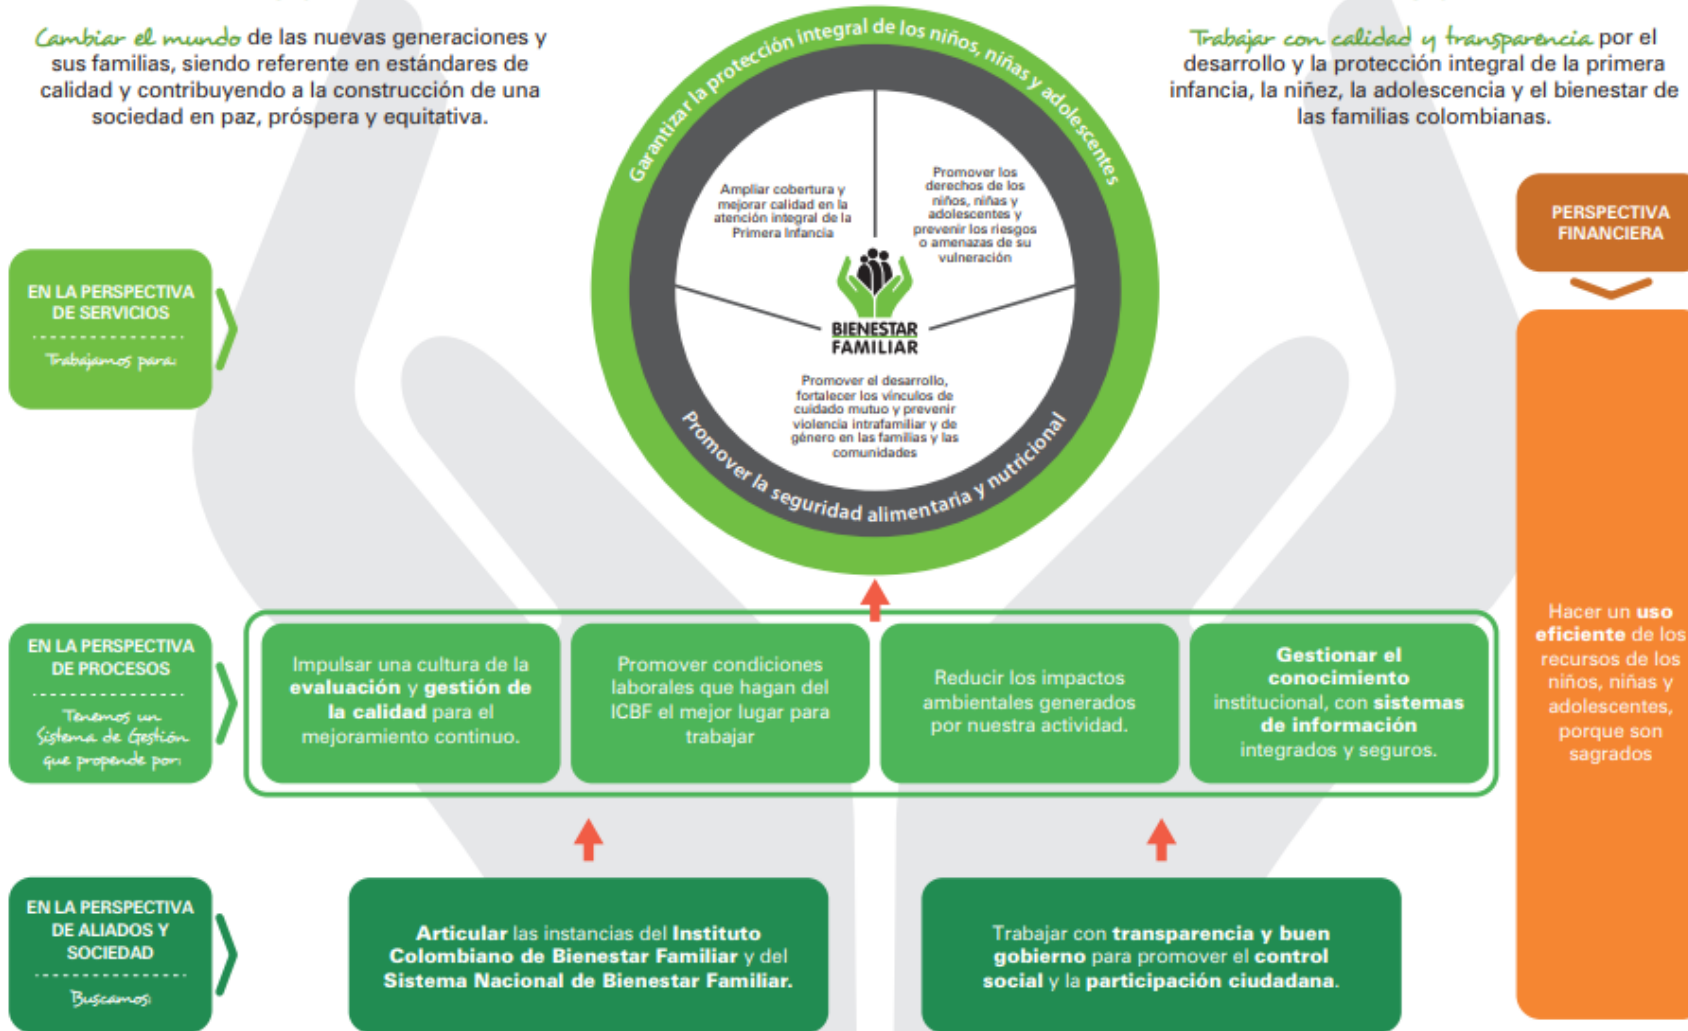 Cambiar el mundo de las nuevas generaciones y
sus familias, siendo referente en estándares de
calidad y contribuyendo a la construcción de una
sociedad en paz, próspera y equitativa.
Trabajar con calidad y transparencia por el
desarrollo y la protección integral de la primera
infancia, la niñez, la adolescencia y el bienestar de
las familias colombianas.
Garantizar la protección integral de los niños, niñas y adolescentes
Ampliar cobertura y
mejorar calidad en la
atención integral de la
Primera Infancia
Promover los
derechos de los
niños, niñas y
adolescentes y
prevenir los riesgos
o amenazas de su
vulneración
BIENESTAR
FAMILIAR
Promover el desarrollo,
fortalecer los vínculos de
cuidado mutuo y prevenir
violencia intrafamiliar y de
género en las familias y las
comunidades
Promover la seguridad alimentaria y nutricional
EN LA PERSPECTIVA
DE SERVICIOS
Trabajamos para:
PERSPECTIVA
FINANCIERA
Hacer un uso
eficiente de los
recursos de los
niños, niñas y
adolescentes,
porque son
sagrados
EN LA PERSPECTIVA
DE PROCESOS
Tenemos un
Sistema de Gestión
que propende por:
Impulsar una cultura de la
evaluación y gestión de
la calidad para el
mejoramiento continuo.
Promover condiciones
laborales que hagan del
ICBF el mejor lugar para
trabajar
Reducir los impactos
ambientales generados
por nuestra actividad.
Gestionar el
conocimiento
institucional, con sistemas
de información
integrados y seguros.
EN LA PERSPECTIVA
DE ALIADOS Y
SOCIEDAD
Buscamos:
Articular las instancias del Instituto
Colombiano de Bienestar Familiar y del
Sistema Nacional de Bienestar Familiar.
Trabajar con transparencia y buen
gobierno para promover el control
social y la participación ciudadana.